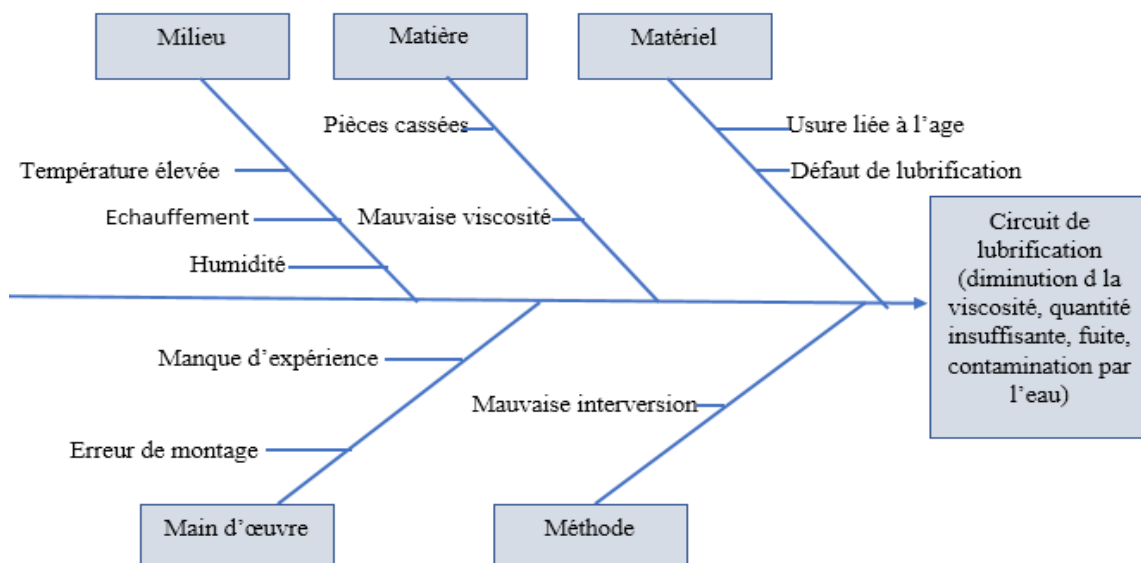 Milieu
Matière
Matériel
Pièces cassées
Usure liée à l'age
Température élevée
Défaut de lubrification
Echauffement
Mauvaise viscosité
Humidité
Circuit de
lubrification
(diminution d la
viscosité, quantité
insuffisante, fuite,
contamination par
l'eau)
Manque d'expérience
Mauvaise interversion
Erreur de montage
Main d'œuvre
Méthode